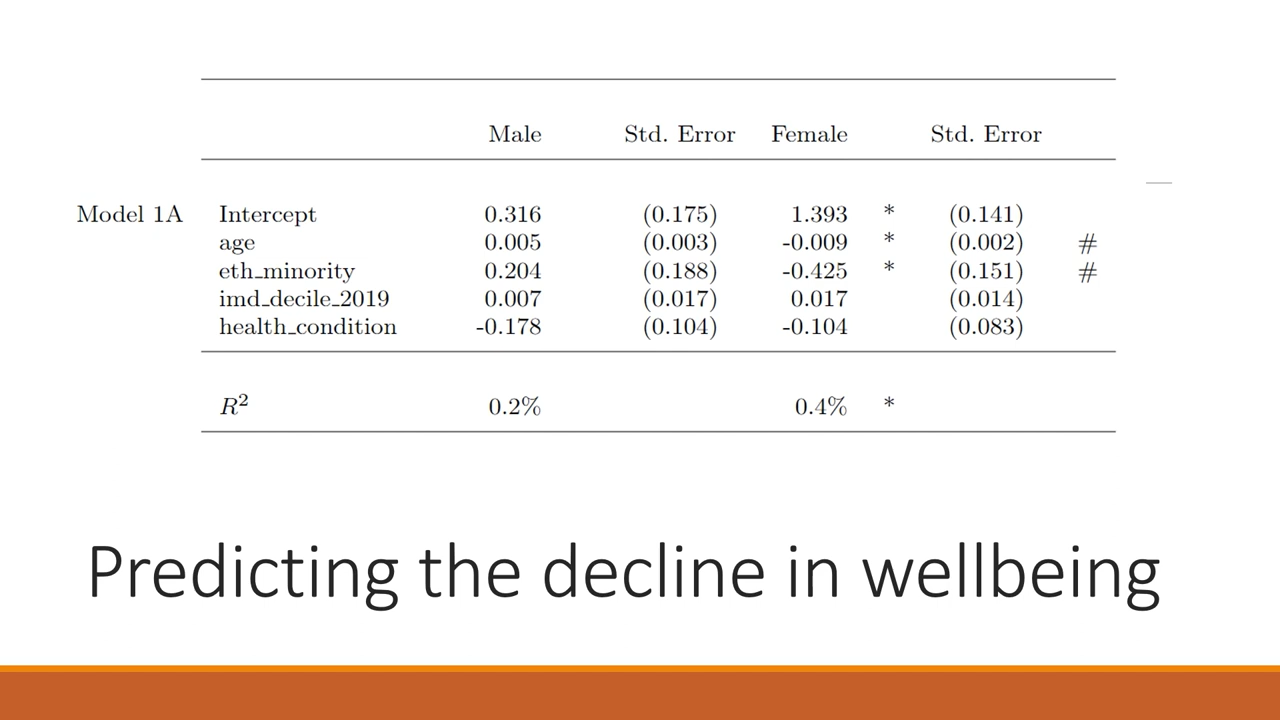 Male Std. Error Female Std. Error
Model 1A Intercept 0.316 (0.175) 1.393 * (0.141)
age 0.005 (0.003) -0.009 * (0.002) #
eth_minority 0.204 (0.188) -0.425 * (0.151) #
imd_decile_2019 0.007 (0.017) 0.017 (0.014)
health_condition -0.178 (0.104) -0.104 (0.083)
R² 0.2% 0.4% *
Predicting the decline in wellbeing